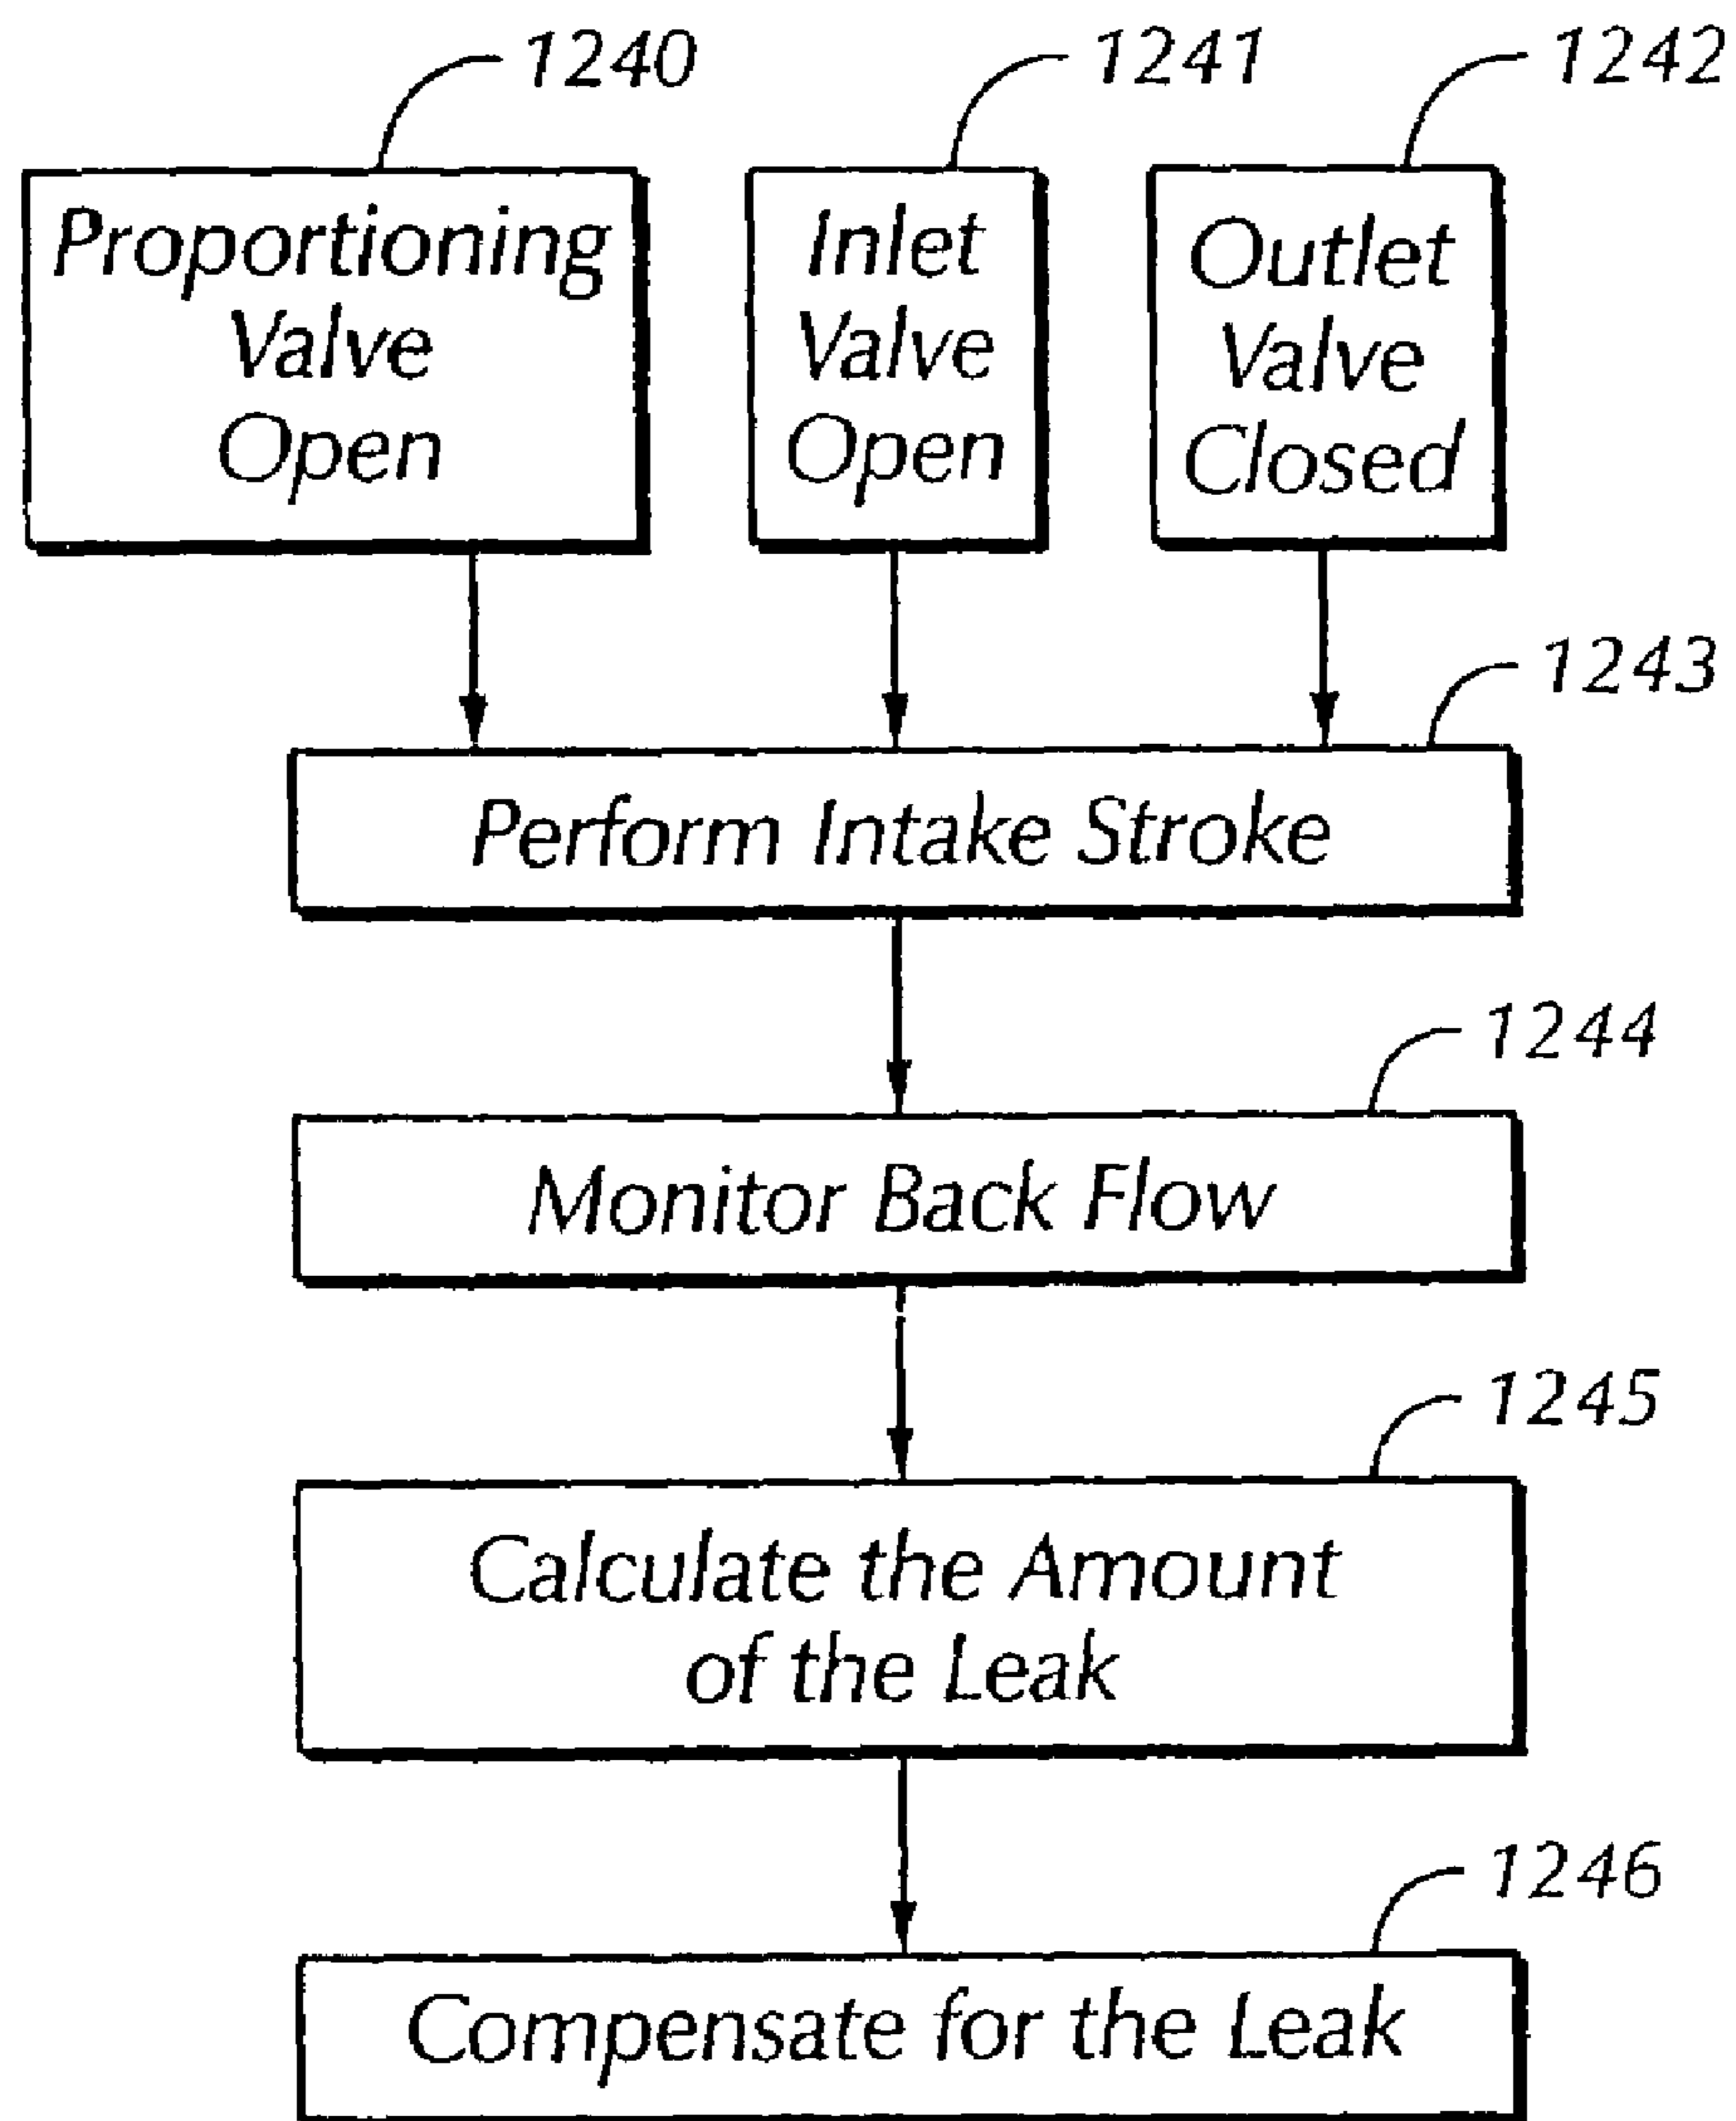 1240
1241
1242
Proportioning
Valve
Open
Inlet
Valve
Open
Outlet
Valve
Closed
1243
Perform Intake Stroke
1244
Monitor Back Flow
1245
Calculate the Amount
of the Leak
1246
Compensate for the Leak